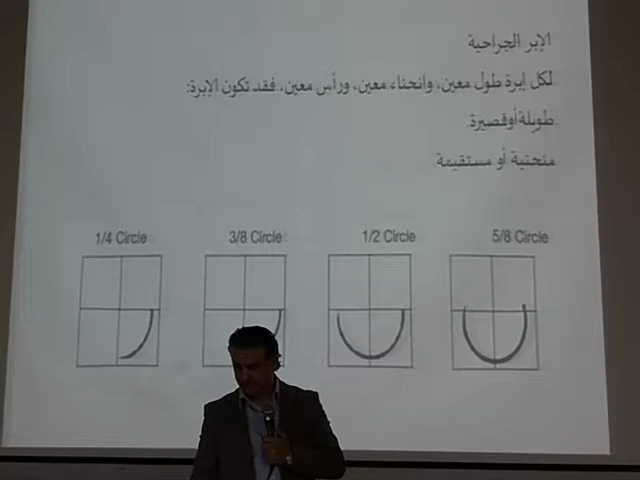 الإبر الجراحية
لكل إبرة طول معين، وانحناء معين، ورأس معين، فقد تكون الإبرة:
طويلة أو قصيرة
منحنية أو مستقيمة
1/4 Circle 3/8 Circle 1/2 Circle 5/8 Circle